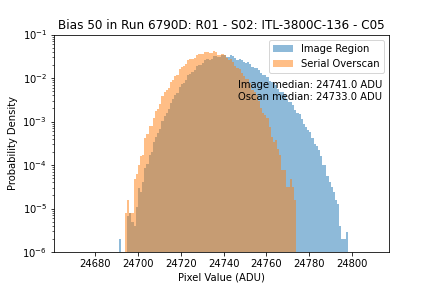 Bias 50 in Run 6790D: R01 - S02: ITL-3800C-136 - C05
Image Region
Serial Overscan
Image median: 24741.0 ADU
Oscan median: 24733.0 ADU
Probability Density
10⁻¹
10⁻²
10⁻³
10⁻⁴
10⁻⁵
10⁻⁶
24680 24700 24720 24740 24760 24780 24800
Pixel Value (ADU)